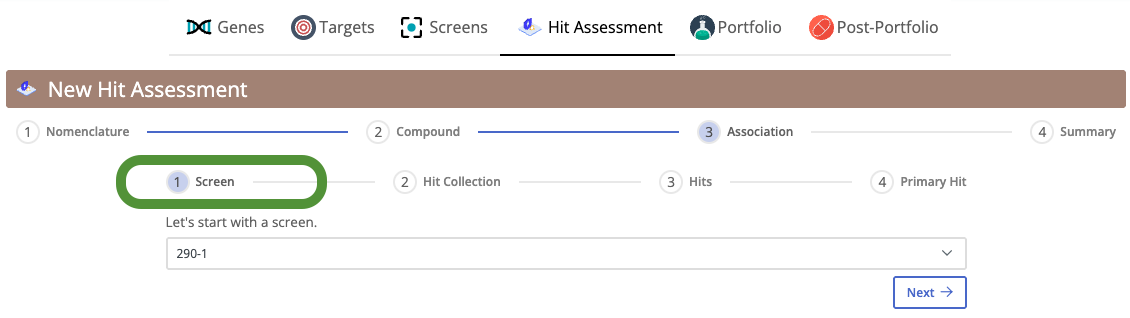 Genes Targets Screens Hit Assessment Portfolio Post-Portfolio
New Hit Assessment
1 Nomenclature 2 Compound 3 Association 4 Summary
1 Screen 2 Hit Collection 3 Hits 4 Primary Hit
Let's start with a screen.
290-1
Next →